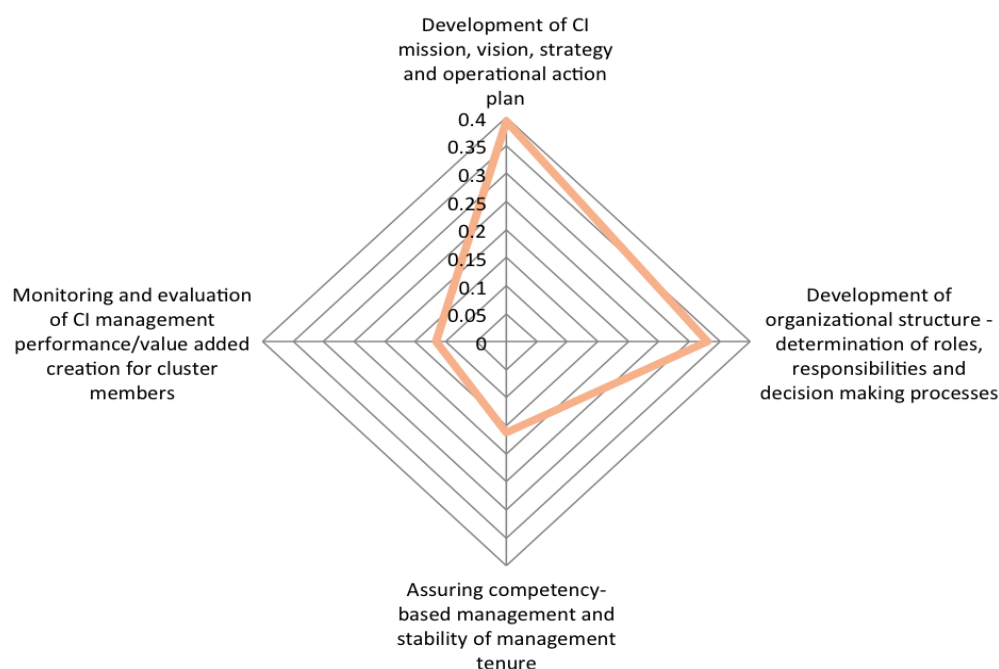 Development of CI
mission, vision, strategy
and operational action
plan
0.4
0.35
0.3
0.25
0.2
0.15
0.1
0.05
0
Monitoring and evaluation
of CI management
performance/value added
creation for cluster
members
Development of
organizational structure -
determination of roles,
responsibilities and
decision making processes
Assuring competency-
based management and
stability of management
tenure